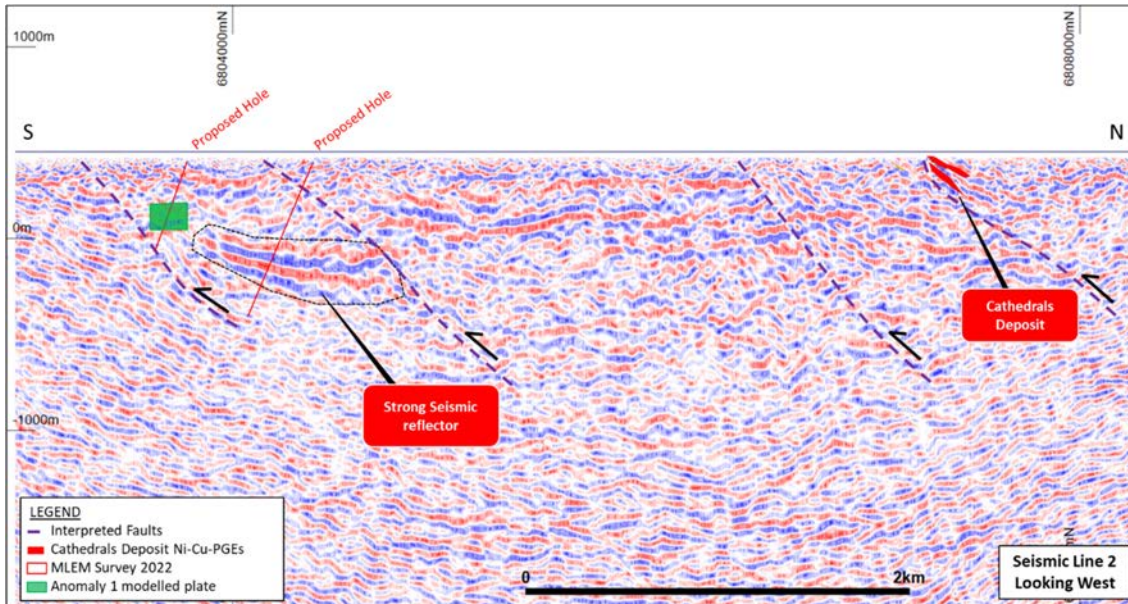 1000m
6804000mN
6808000mN
Proposed Hole
Proposed Hole
S
N
0m
Cathedrals
Deposit
Strong Seismic
reflector
-1000m
LEGEND
Interpreted Faults
Cathedrals Deposit Ni-Cu-PGEs
MLEM Survey 2022
Anomaly 1 modelled plate
0
2km
Seismic Line 2
Looking West